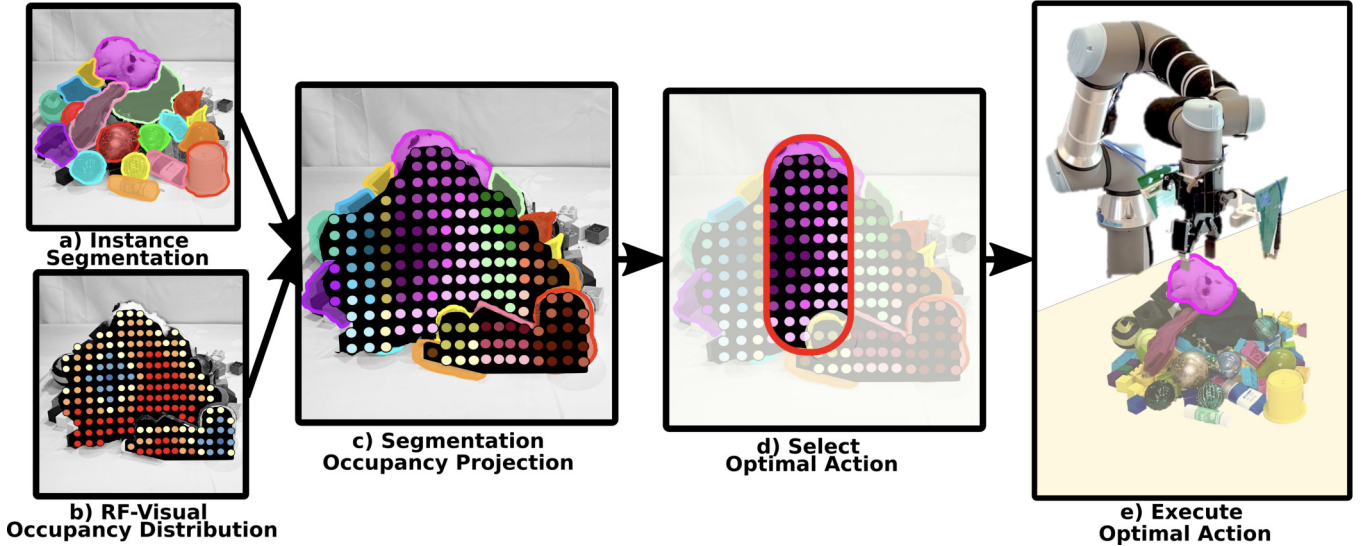 a) Instance
Segmentation
b) RF-Visual
Occupancy Distribution
c) Segmentation
Occupancy Projection
d) Select
Optimal Action
e) Execute
Optimal Action